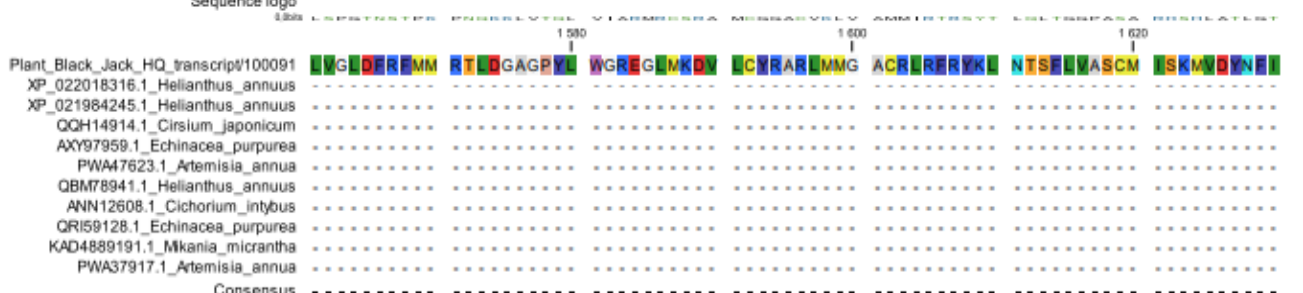 Sequence logo
1 580 1 600 1 620
Plant_Black_Jack_HQ_transcript/100091 LVGLDFRFMM RTLDGAGPYL WGREGLMKDV LCYRARLMMG ACRLRFRYKL NTSFLVASCM ISKMVDYNFI
XP_022018316.1_Helianthus_annuus ---------- ---------- ---------- ---------- ---------- ---------- ----------
XP_021984245.1_Helianthus_annuus ---------- ---------- ---------- ---------- ---------- ---------- ----------
QQH14914.1_Cirsium_japonicum ---------- ---------- ---------- ---------- ---------- ---------- ----------
AXY97959.1_Echinacea_purpurea ---------- ---------- ---------- ---------- ---------- ---------- ----------
PWA47623.1_Artemisia_annua ---------- ---------- ---------- ---------- ---------- ---------- ----------
QBM78941.1_Helianthus_annuus ---------- ---------- ---------- ---------- ---------- ---------- ----------
ANN12608.1_Cichorium_intybus ---------- ---------- ---------- ---------- ---------- ---------- ----------
QRI59128.1_Echinacea_purpurea ---------- ---------- ---------- ---------- ---------- ---------- ----------
KAD4889191.1_Mikania_micrantha ---------- ---------- ---------- ---------- ---------- ---------- ----------
PWA37917.1_Artemisia_annua ---------- ---------- ---------- ---------- ---------- ---------- ----------
Consensus ---------- ---------- ---------- ---------- ---------- ---------- ----------